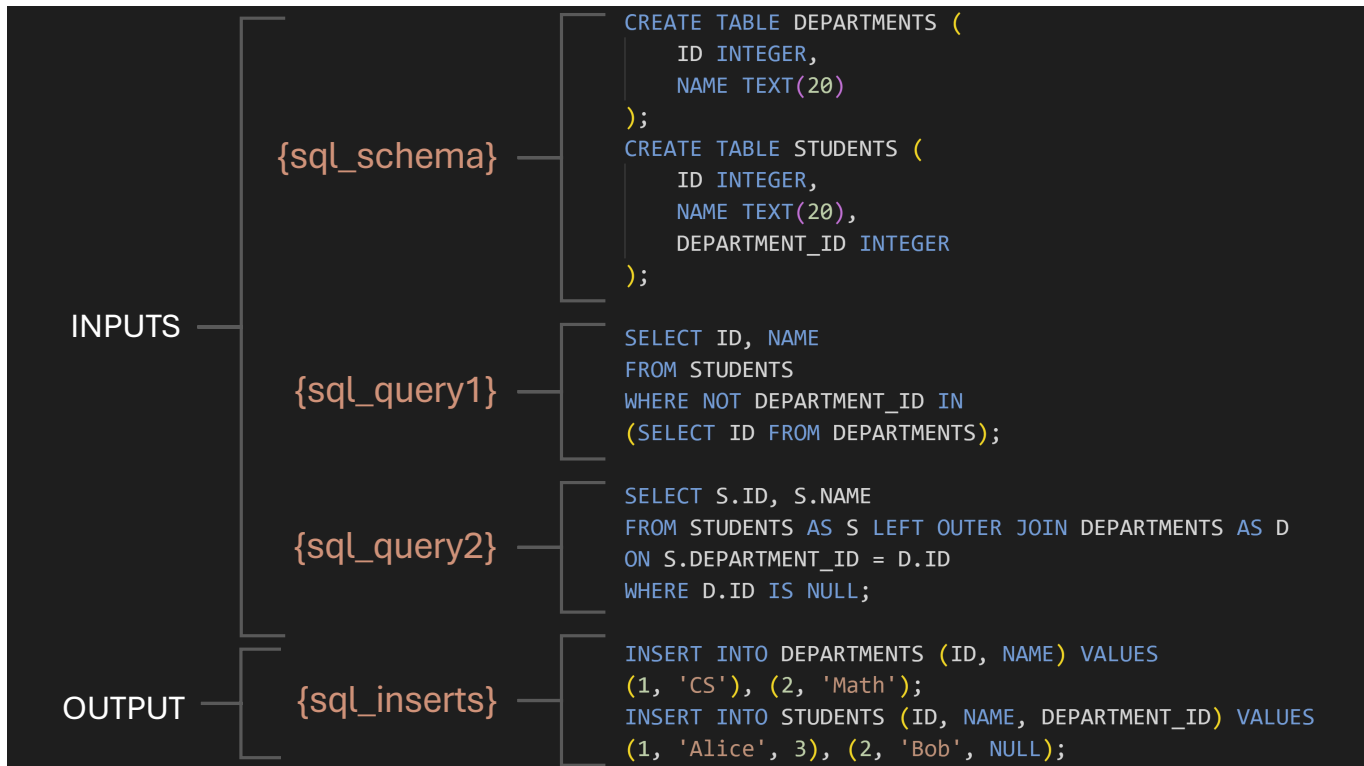 CREATE TABLE DEPARTMENTS (
ID INTEGER,
NAME TEXT(20)
);
{sql_schema}
CREATE TABLE STUDENTS (
ID INTEGER,
NAME TEXT(20),
DEPARTMENT_ID INTEGER
);
INPUTS
{sql_query1}
SELECT ID, NAME
FROM STUDENTS
WHERE NOT DEPARTMENT_ID IN
(SELECT ID FROM DEPARTMENTS);
{sql_query2}
SELECT S.ID, S.NAME
FROM STUDENTS AS S LEFT OUTER JOIN DEPARTMENTS AS D
ON S.DEPARTMENT_ID = D.ID
WHERE D.ID IS NULL;
OUTPUT
{sql_inserts}
INSERT INTO DEPARTMENTS (ID, NAME) VALUES
(1, 'CS'), (2, 'Math');
INSERT INTO STUDENTS (ID, NAME, DEPARTMENT_ID) VALUES
(1, 'Alice', 3), (2, 'Bob', NULL);